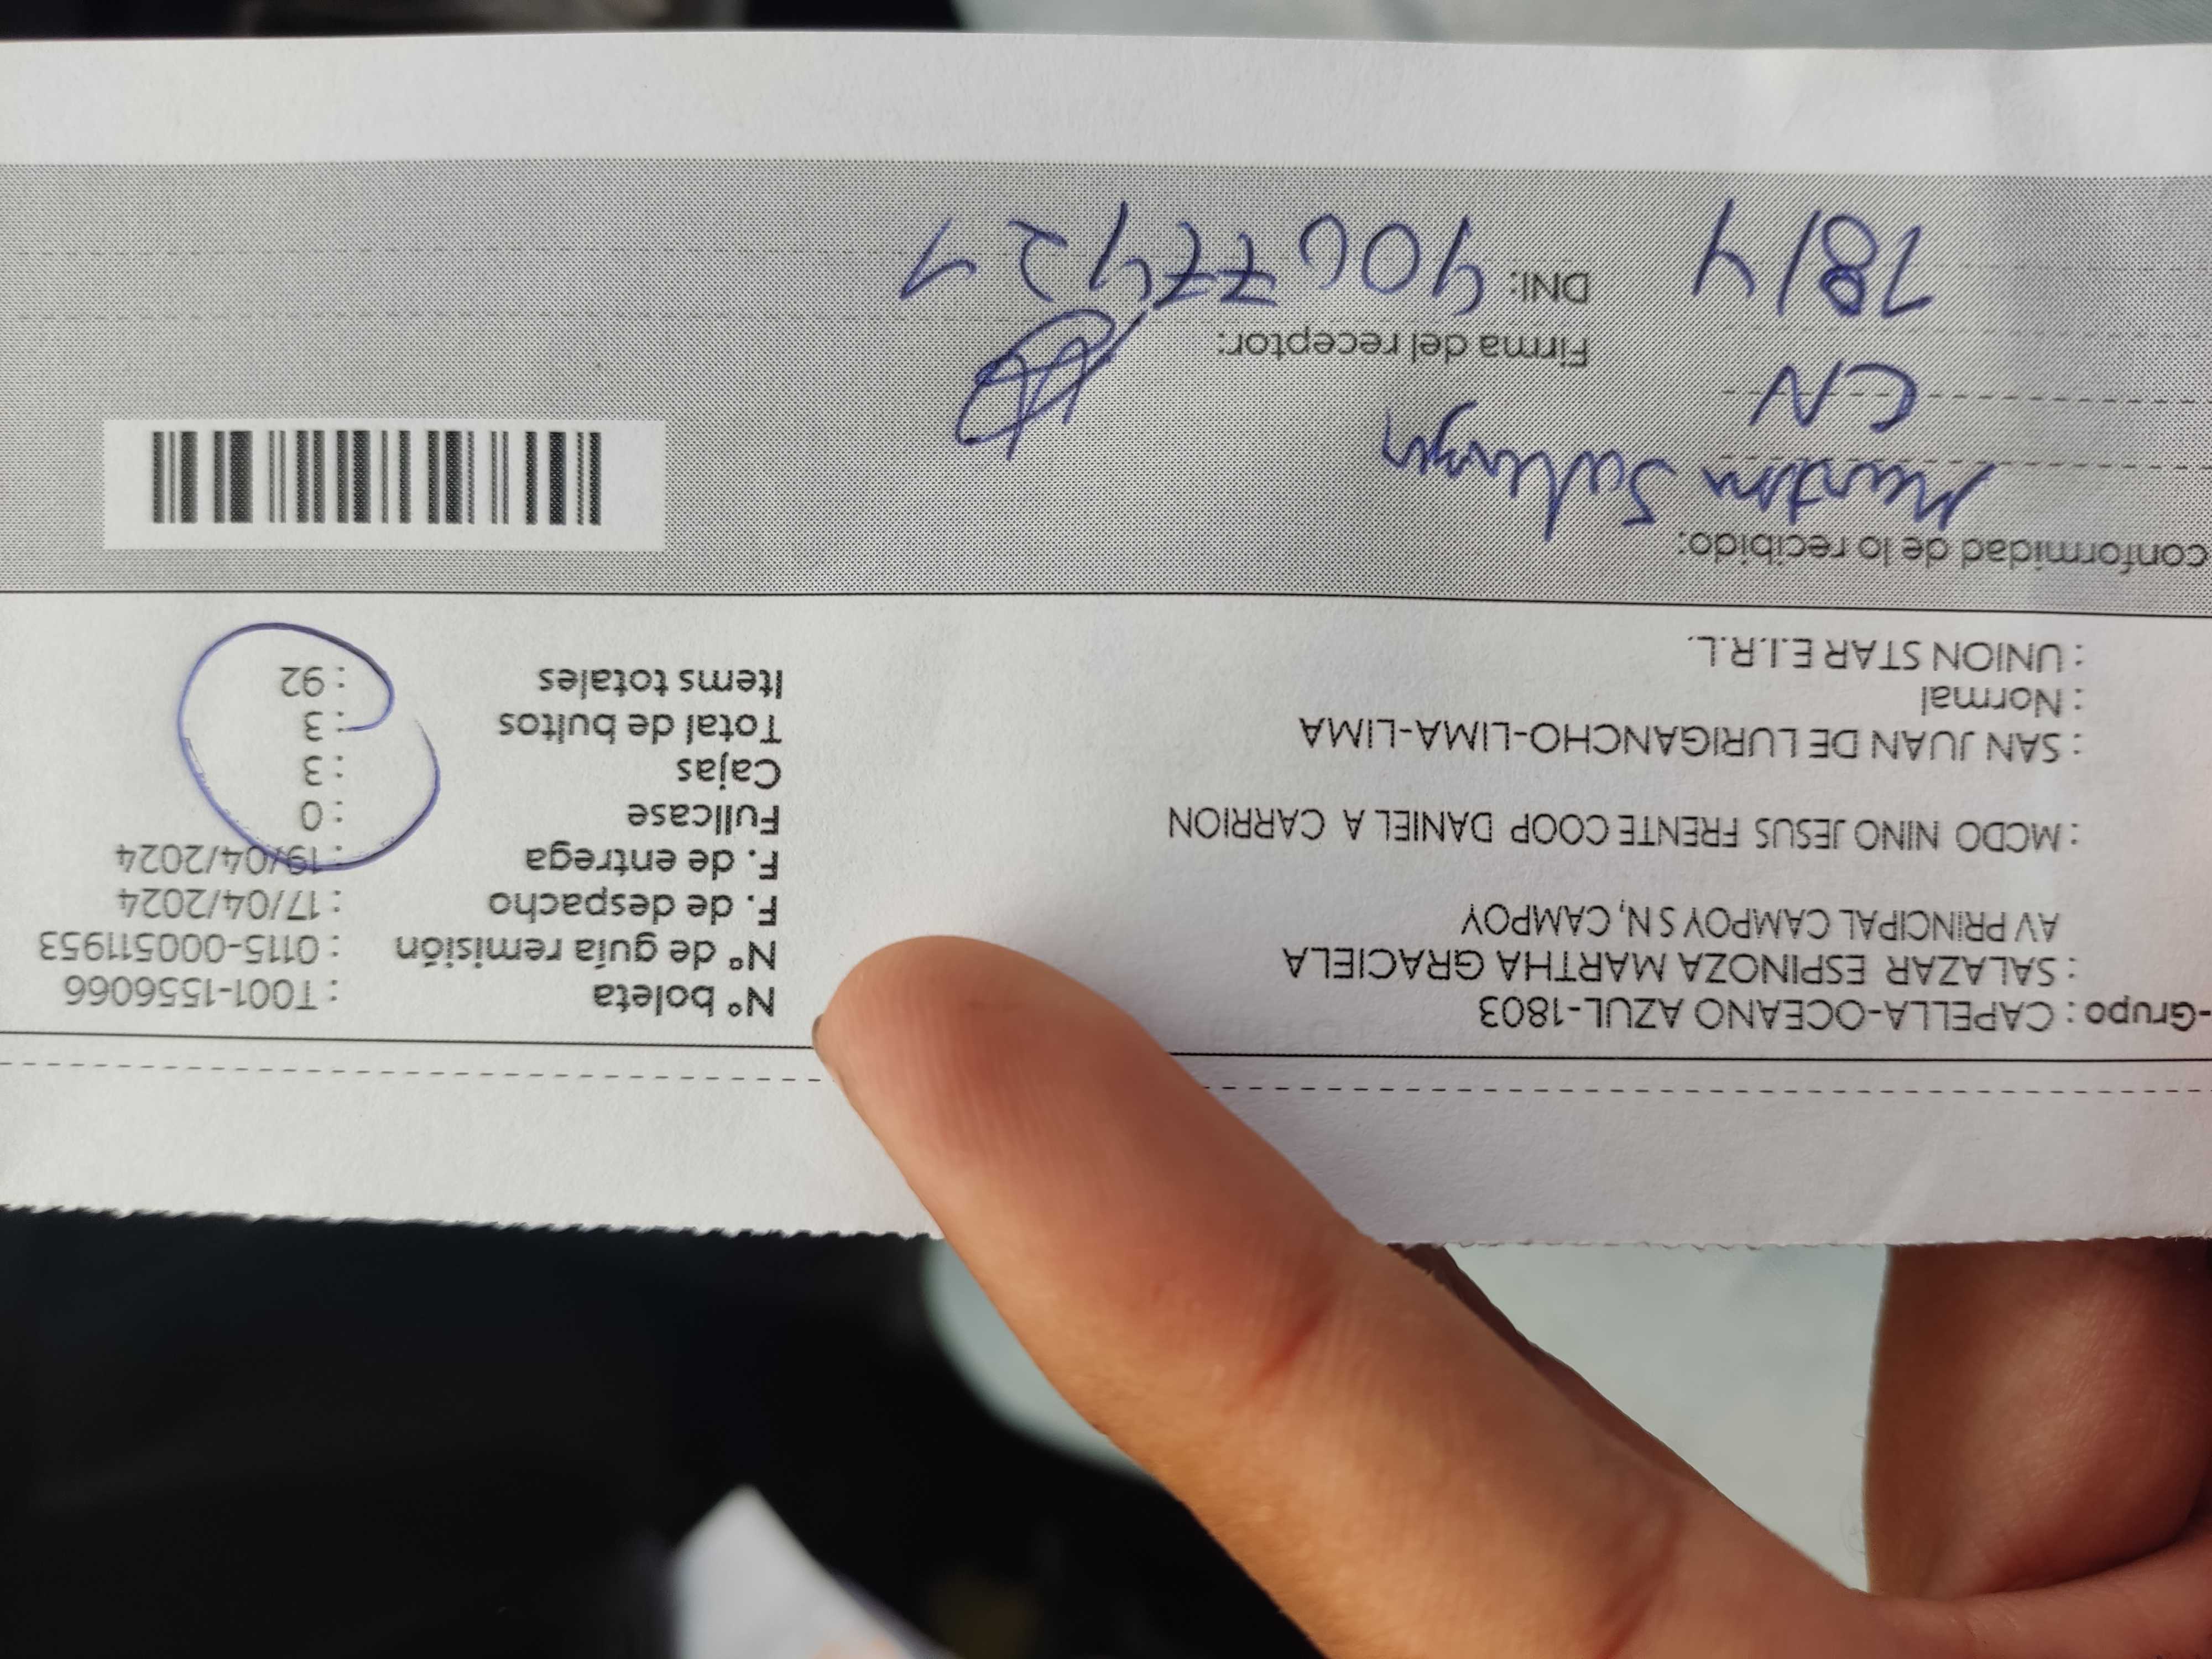 -Grupo : CAPELLA-OCEANO AZUL-1803
: SALAZAR ESPINOZA MARTHA GRACIELA
AV PRINCIPAL CAMPOY SN, CAMPOY
: MCDO NINO JESUS FRENTE COOP DANIEL A CARRION
: SAN JUAN DE LURIGANCHO-LIMA-LIMA
: Normal
: UNION STAR E.I.R.L.
N° boleta : T001-1556066
N° de guía remisión : 0115-000511953
F. de despacho : 17/04/2024
F. de entrega : 19/04/2024
Fullcase : 0
Cajas : 3
Total de bultos : 3
Items totales : 92
conformidad de lo recibido:
Martin
CN
18/4
Firma del receptor:
DNI: